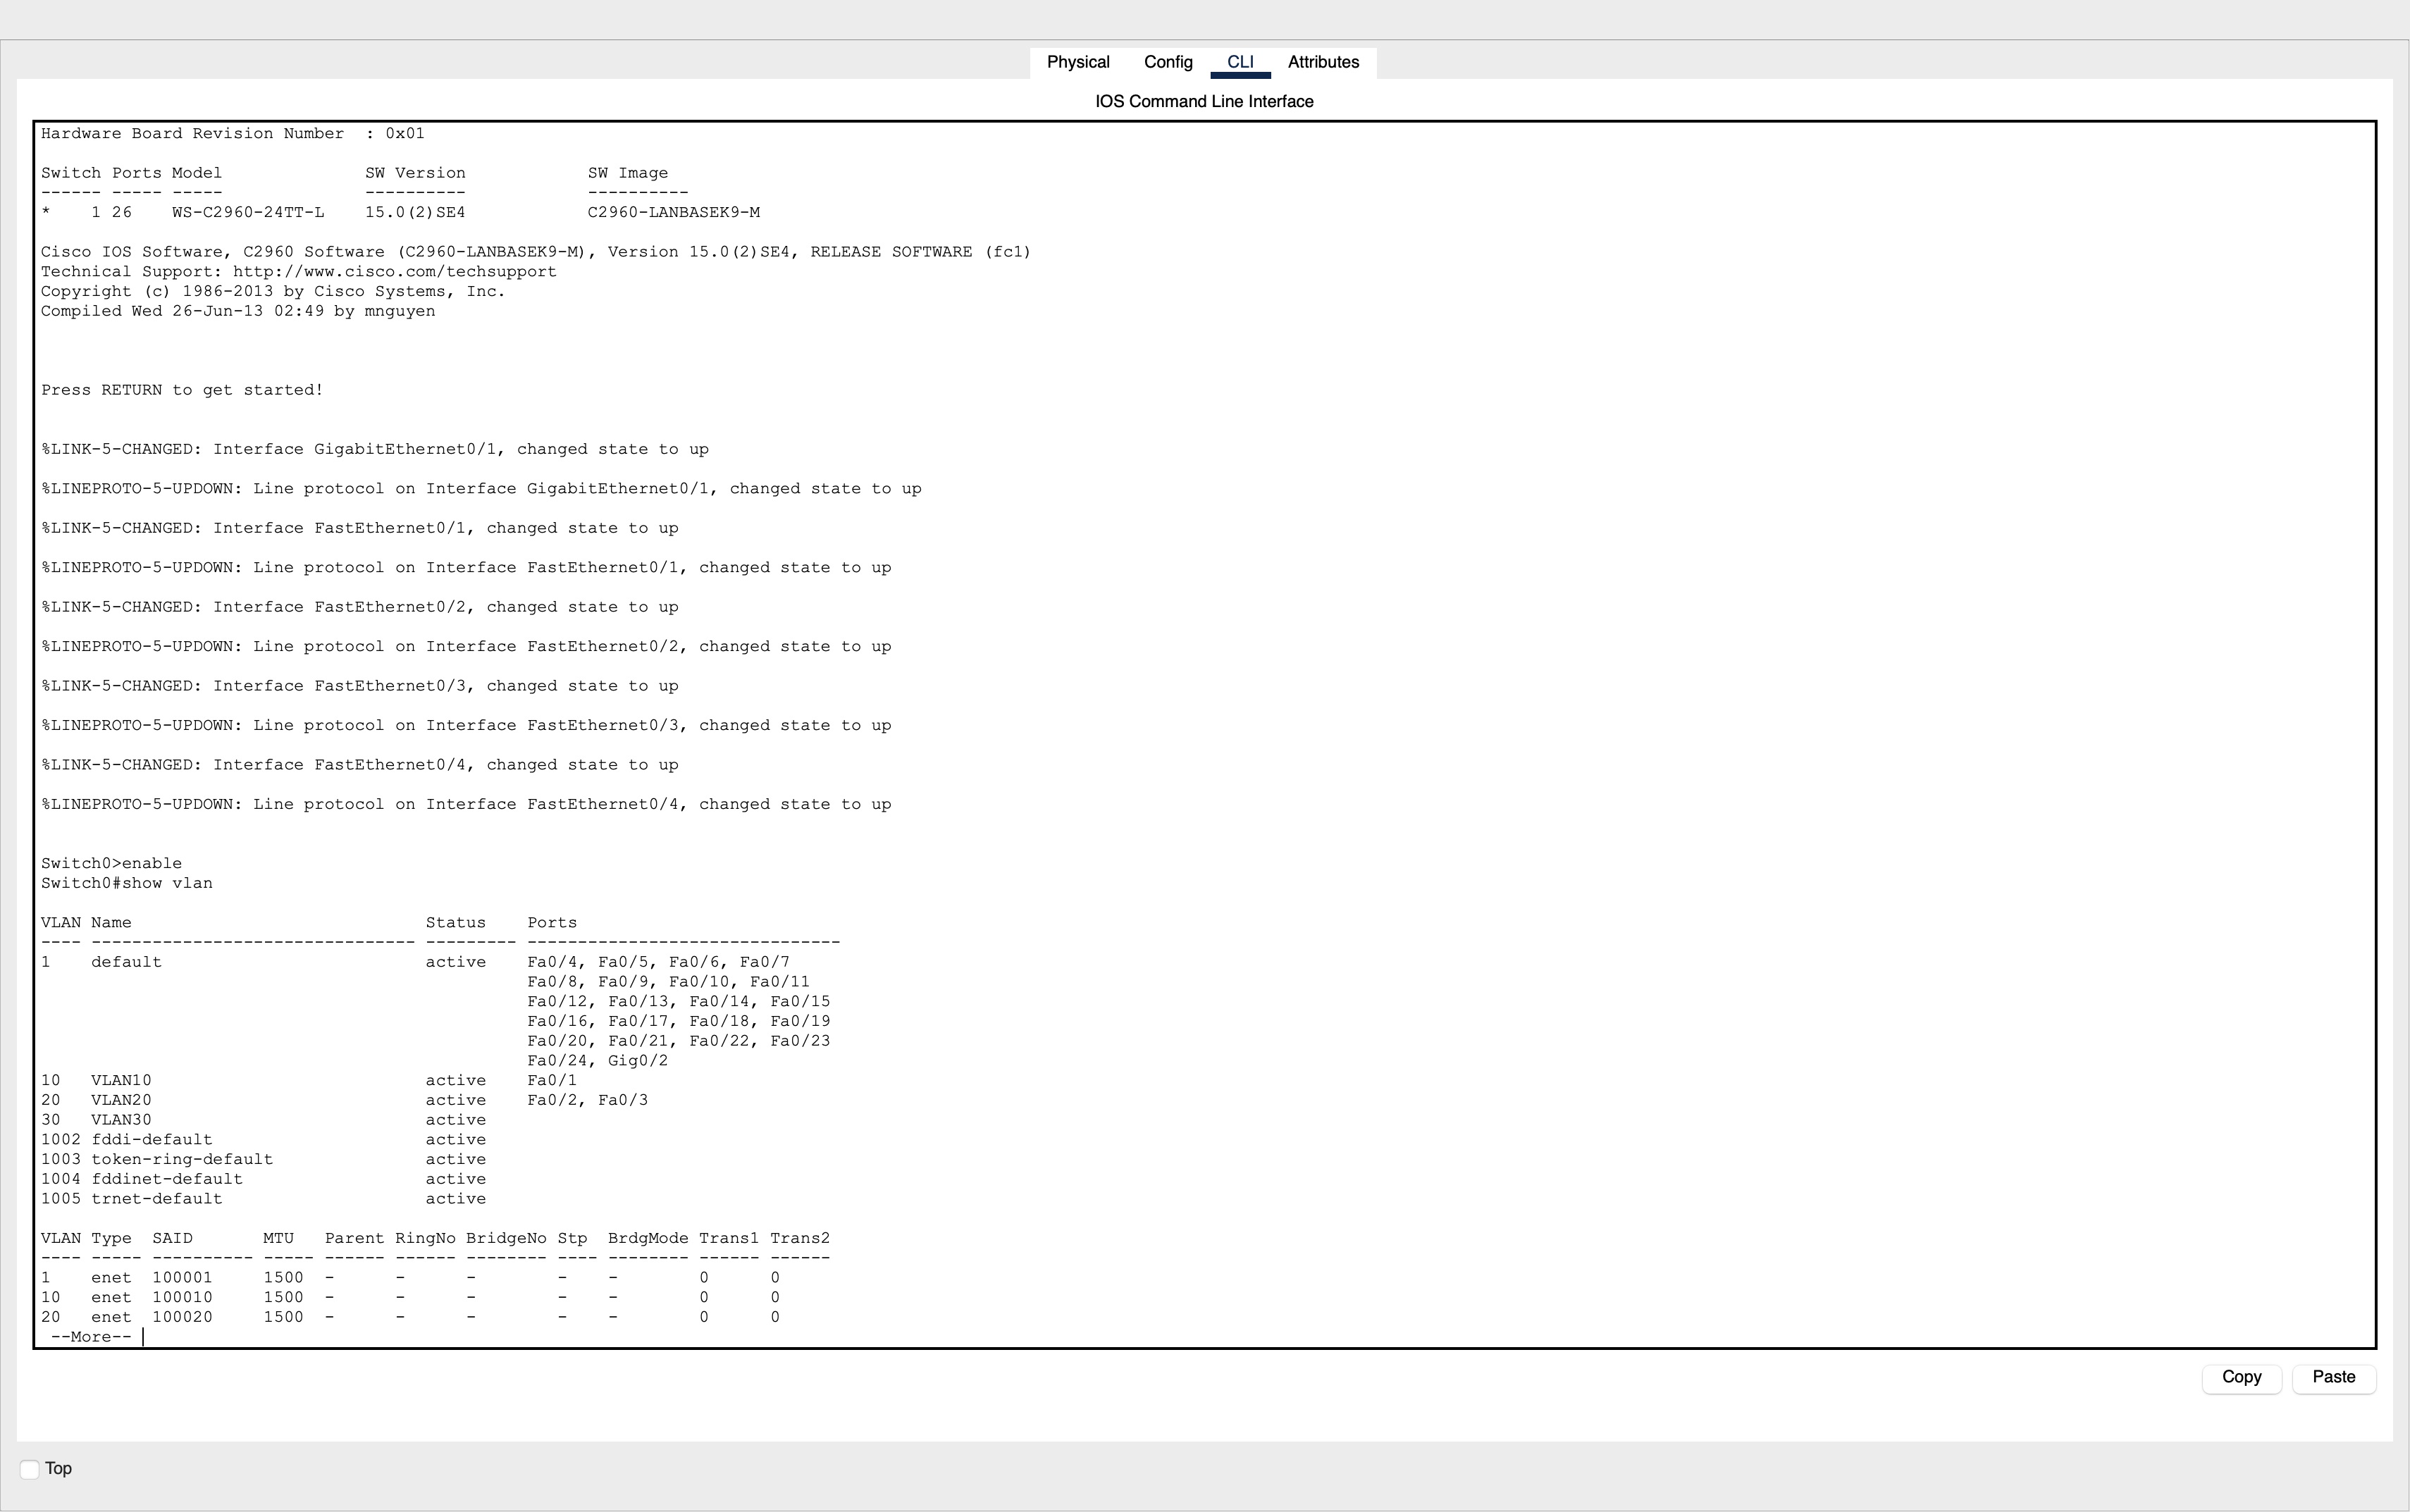 Physical Config CLI Attributes
IOS Command Line Interface
Hardware Board Revision Number  : 0x01
Switch Ports Model              SW Version            SW Image
------ ----- -----              ----------            ----------
*    1 26    WS-C2960-24TT-L    15.0(2)SE4            C2960-LANBASEK9-M
Cisco IOS Software, C2960 Software (C2960-LANBASEK9-M), Version 15.0(2)SE4, RELEASE SOFTWARE (fc1)
Technical Support: http://www.cisco.com/techsupport
Copyright (c) 1986-2013 by Cisco Systems, Inc.
Compiled Wed 26-Jun-13 02:49 by mnguyen
Press RETURN to get started!
%LINK-5-CHANGED: Interface GigabitEthernet0/1, changed state to up
%LINEPROTO-5-UPDOWN: Line protocol on Interface GigabitEthernet0/1, changed state to up
%LINK-5-CHANGED: Interface FastEthernet0/1, changed state to up
%LINEPROTO-5-UPDOWN: Line protocol on Interface FastEthernet0/1, changed state to up
%LINK-5-CHANGED: Interface FastEthernet0/2, changed state to up
%LINEPROTO-5-UPDOWN: Line protocol on Interface FastEthernet0/2, changed state to up
%LINK-5-CHANGED: Interface FastEthernet0/3, changed state to up
%LINEPROTO-5-UPDOWN: Line protocol on Interface FastEthernet0/3, changed state to up
%LINK-5-CHANGED: Interface FastEthernet0/4, changed state to up
%LINEPROTO-5-UPDOWN: Line protocol on Interface FastEthernet0/4, changed state to up
Switch0>enable
Switch0#show vlan
VLAN Name                             Status    Ports
---- -------------------------------- --------- -------------------------------
1    default                          active    Fa0/4, Fa0/5, Fa0/6, Fa0/7
                                                Fa0/8, Fa0/9, Fa0/10, Fa0/11
                                                Fa0/12, Fa0/13, Fa0/14, Fa0/15
                                                Fa0/16, Fa0/17, Fa0/18, Fa0/19
                                                Fa0/20, Fa0/21, Fa0/22, Fa0/23
                                                Fa0/24, Gig0/2
10   VLAN10                           active    Fa0/1
20   VLAN20                           active    Fa0/2, Fa0/3
30   VLAN30                           active
1002 fddi-default                     active
1003 token-ring-default               active
1004 fddinet-default                  active
1005 trnet-default                    active
VLAN Type  SAID       MTU   Parent RingNo BridgeNo Stp  BrdgMode Trans1 Trans2
---- ----- ---------- ----- ------ ------ -------- ---- -------- ------ ------
1    enet  100001     1500  -      -      -        -    -        0      0
10   enet  100010     1500  -      -      -        -    -        0      0
20   enet  100020     1500  -      -      -        -    -        0      0
 --More--
Copy Paste
Top